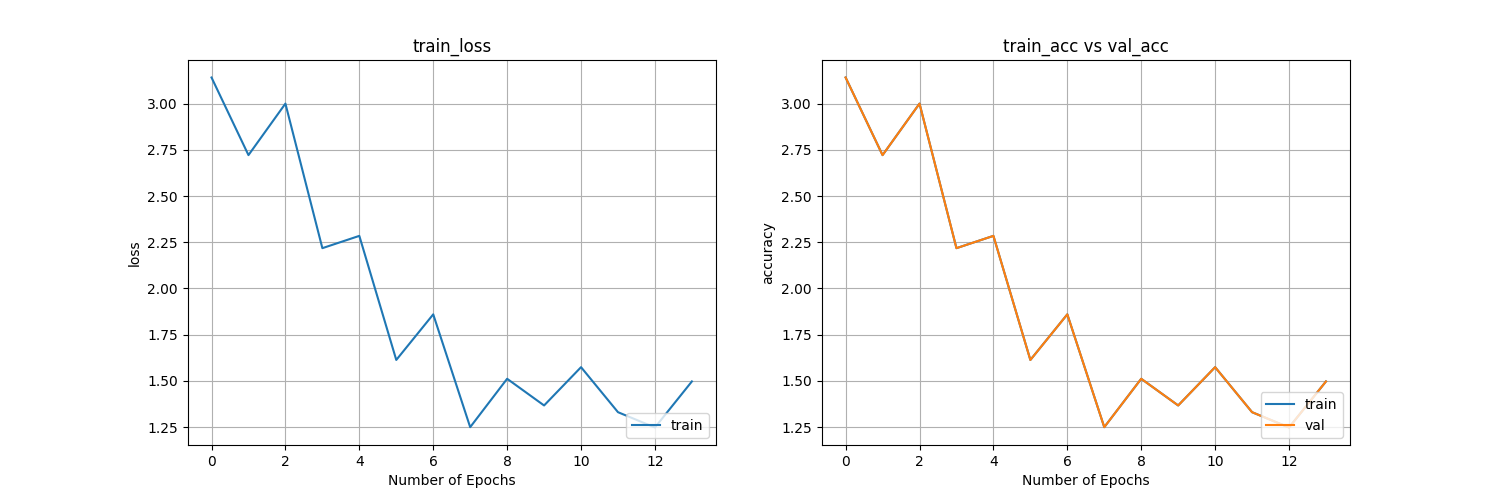 train_loss
3.00
2.75
2.50
2.25
2.00
1.75
1.50
1.25
loss
0 2 4 6 8 10 12
Number of Epochs
train
train_acc vs val_acc
3.00
2.75
2.50
2.25
2.00
1.75
1.50
1.25
accuracy
0 2 4 6 8 10 12
Number of Epochs
train
val